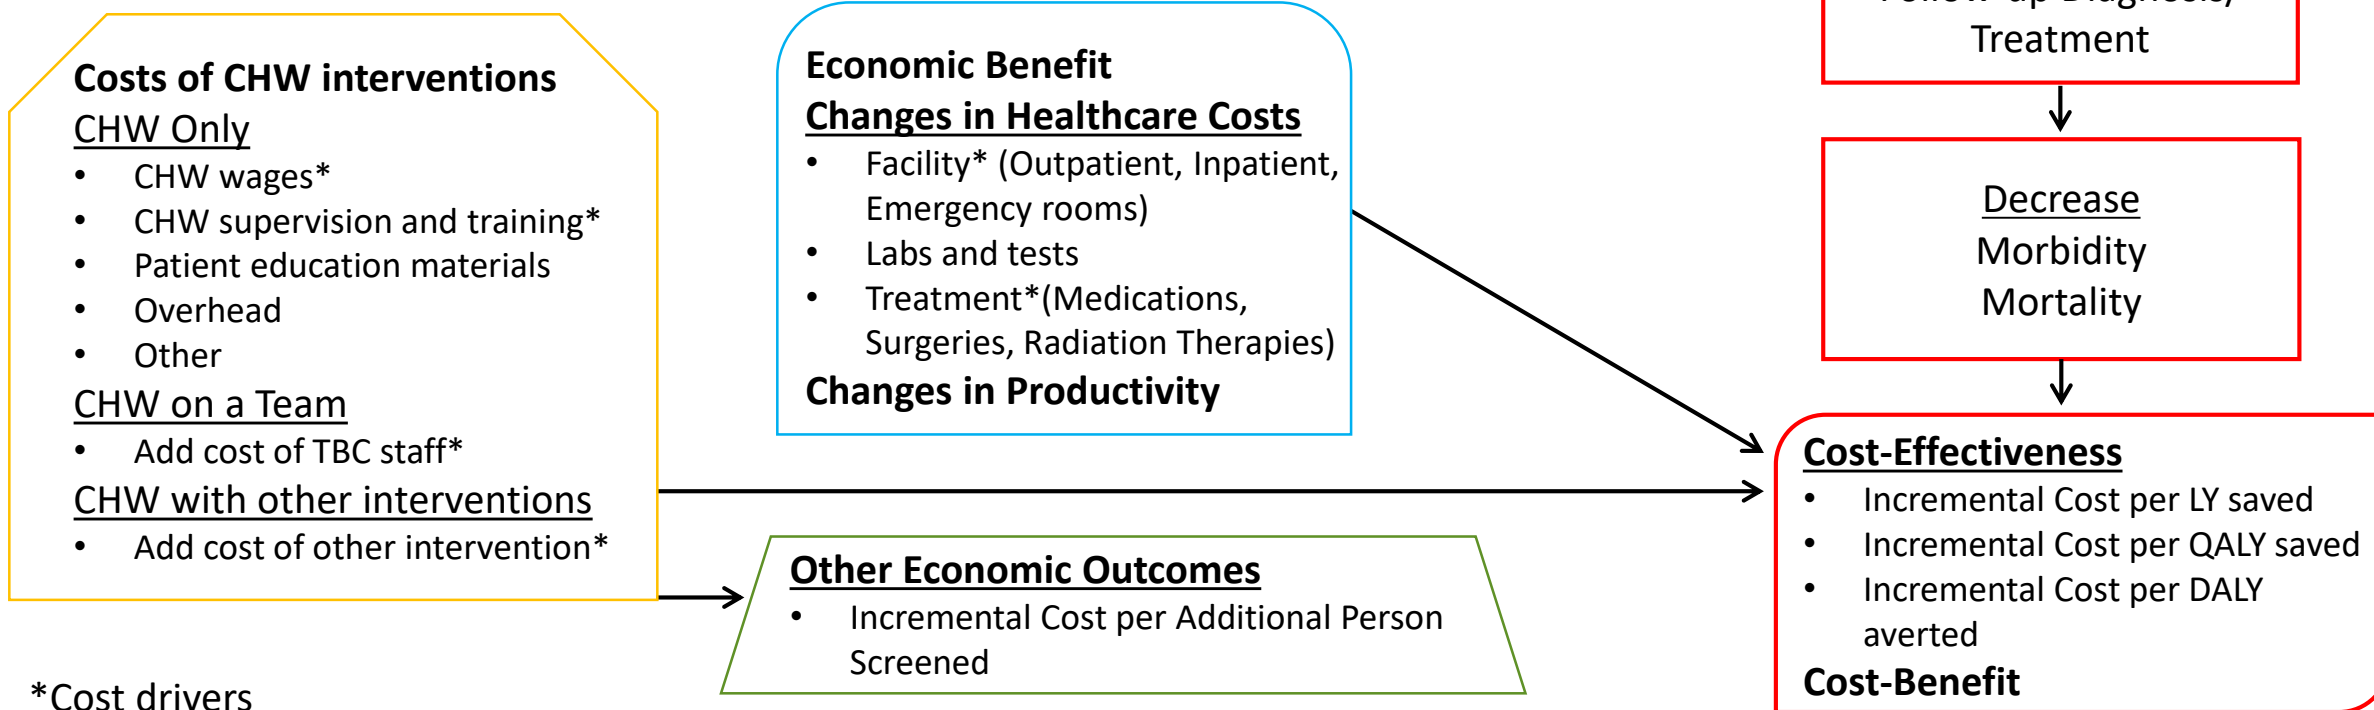 Costs of CHW interventions
CHW Only
• CHW wages*
• CHW supervision and training*
• Patient education materials
• Overhead
• Other
CHW on a Team
• Add cost of TBC staff*
CHW with other interventions
• Add cost of other intervention*
*Cost drivers
Economic Benefit
Changes in Healthcare Costs
• Facility* (Outpatient, Inpatient,
Emergency rooms)
• Labs and tests
• Treatment*(Medications,
Surgeries, Radiation Therapies)
Changes in Productivity
Other Economic Outcomes
• Incremental Cost per Additional Person
Screened
Follow-up Diagnosis/
Treatment
Decrease
Morbidity
Mortality
Cost-Effectiveness
• Incremental Cost per LY saved
• Incremental Cost per QALY saved
• Incremental Cost per DALY
averted
Cost-Benefit